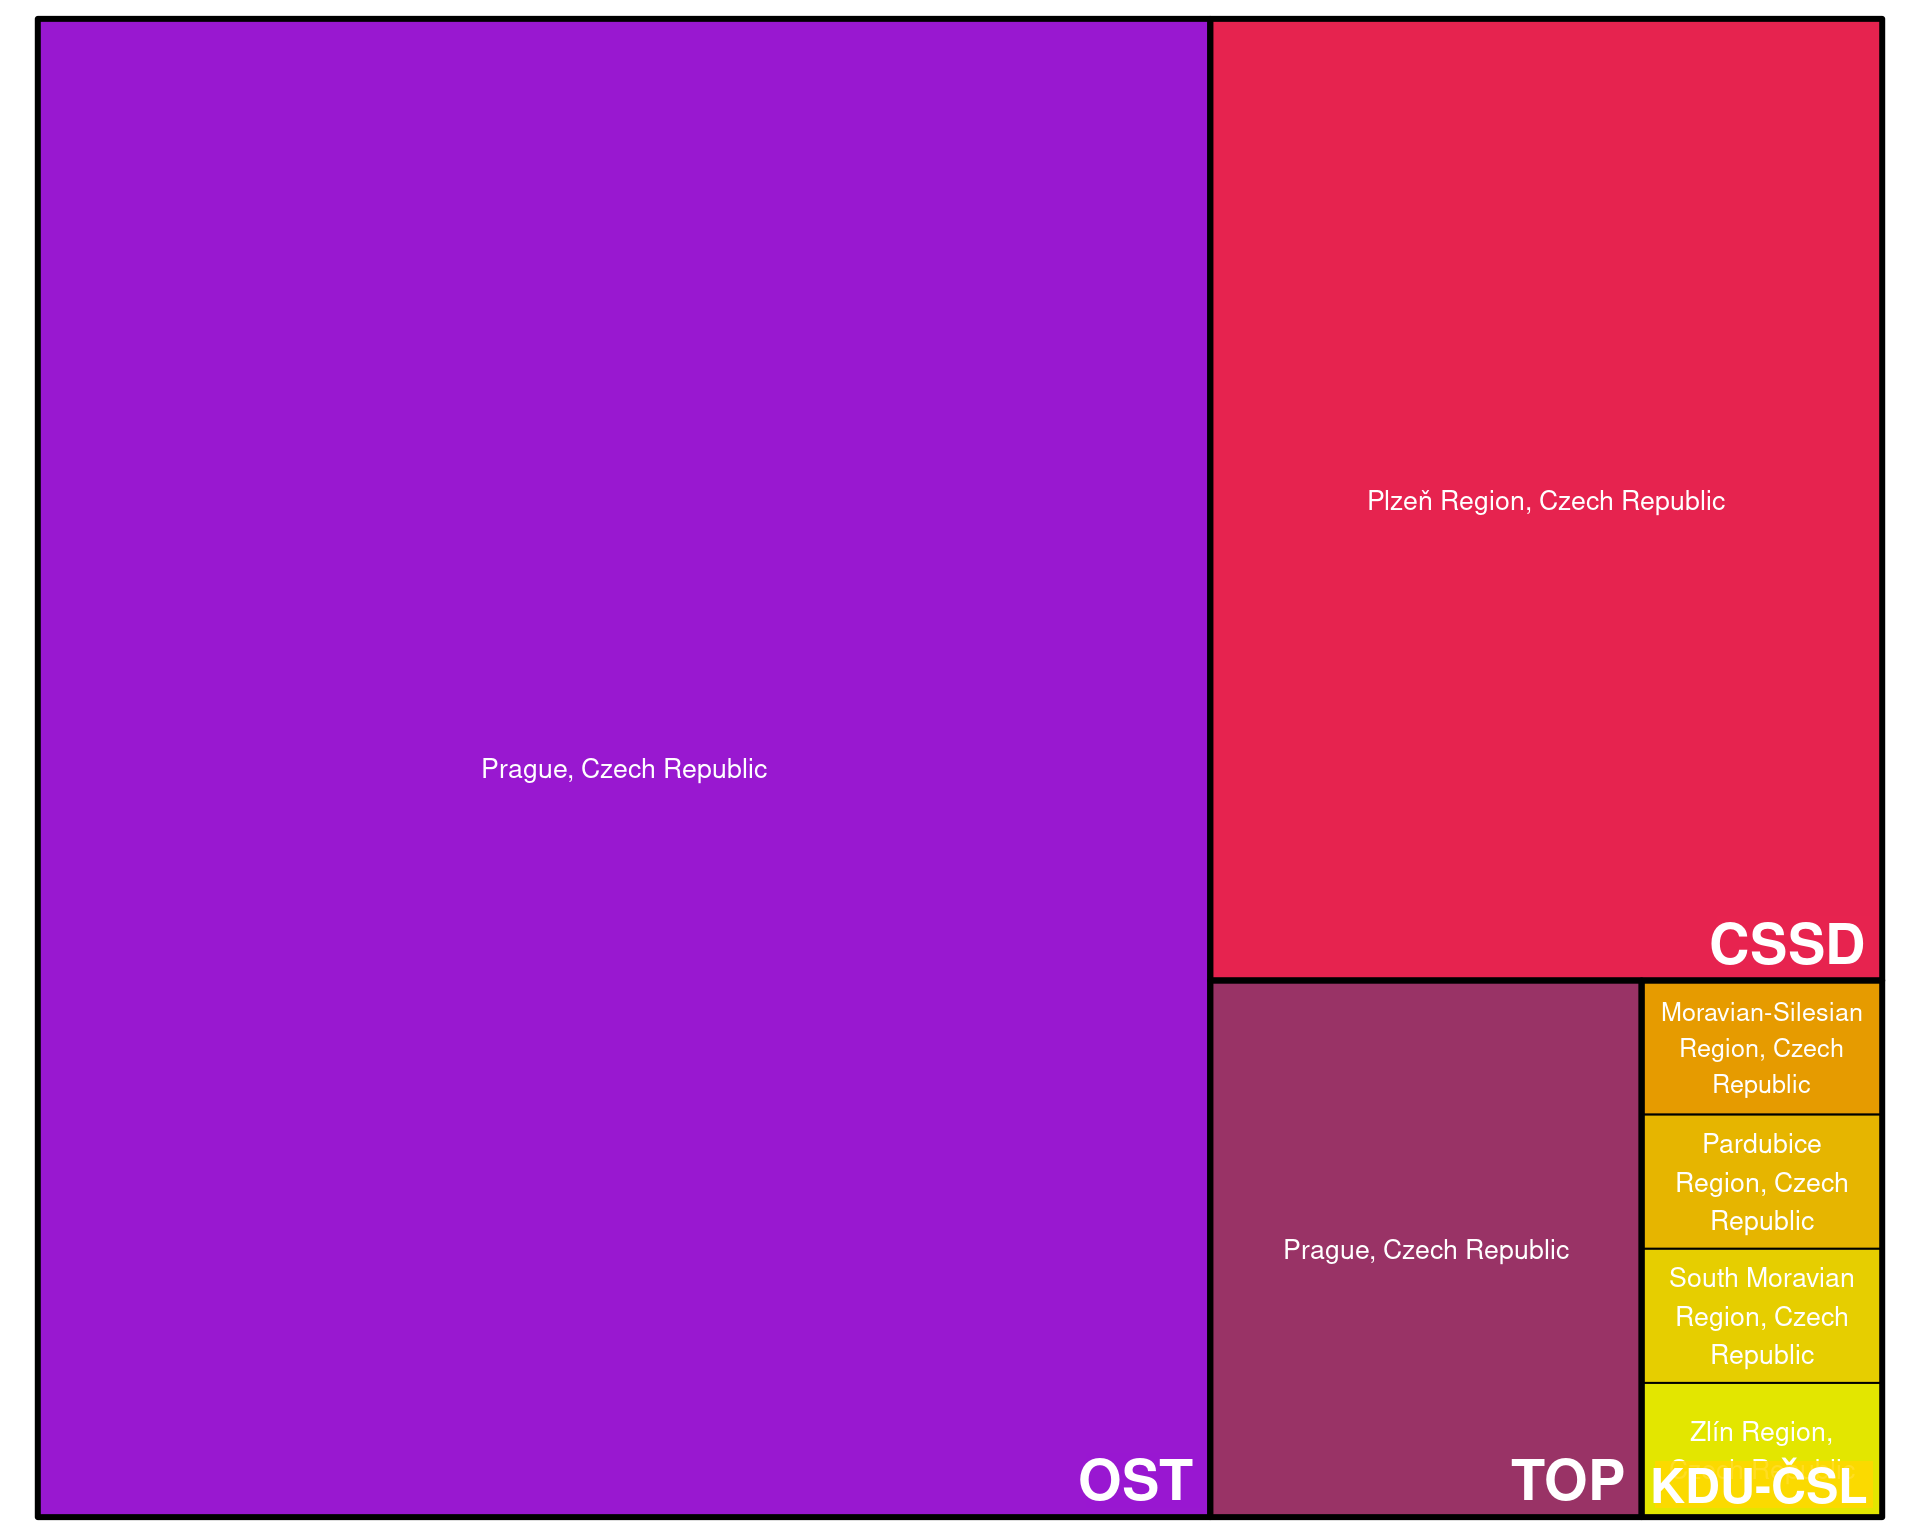 Prague, Czech Republic
OST
Plzeň Region, Czech Republic
CSSD
Prague, Czech Republic
TOP
Moravian-Silesian
Region, Czech
Republic
Pardubice
Region, Czech
Republic
South Moravian
Region, Czech
Republic
Zlín Region,
KDU-ČSL